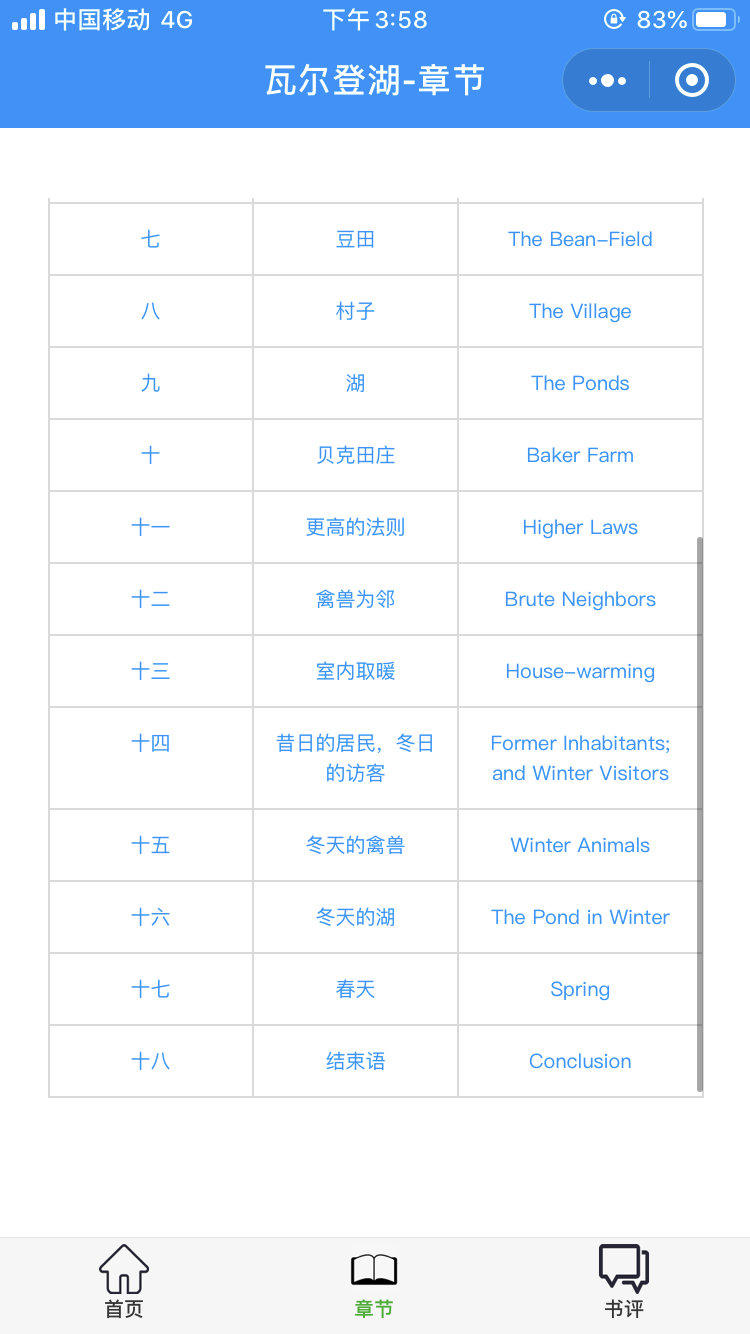 中国移动 4G 下午3:58 83%
瓦尔登湖-章节
七 豆田 The Bean–Field
八 村子 The Village
九 湖 The Ponds
十 贝克田庄 Baker Farm
十一 更高的法则 Higher Laws
十二 禽兽为邻 Brute Neighbors
十三 室内取暖 House–warming
十四 昔日的居民，冬日 Former Inhabitants;
的访客 and Winter Visitors
十五 冬天的禽兽 Winter Animals
十六 冬天的湖 The Pond in Winter
十七 春天 Spring
十八 结束语 Conclusion
首页 章节 书评